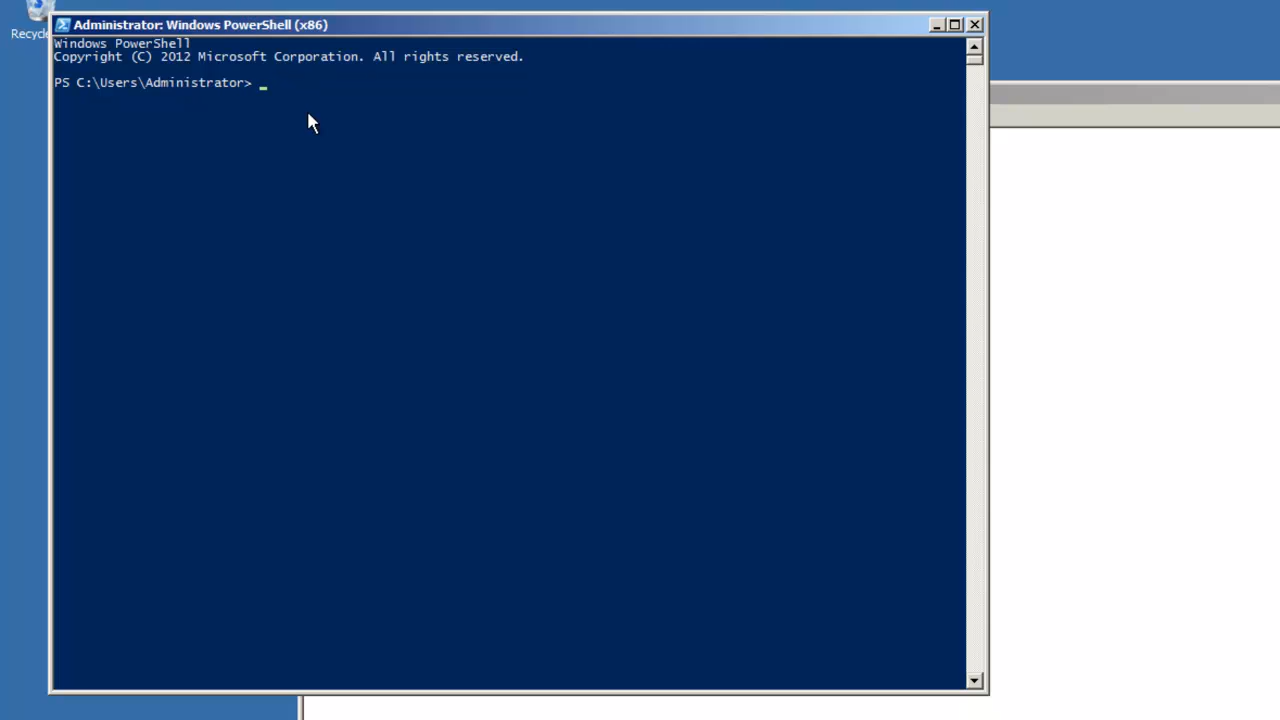 Recycle
Administrator: Windows PowerShell (x86)
Windows PowerShell
Copyright (C) 2012 Microsoft Corporation. All rights reserved.
PS C:\Users\Administrator>